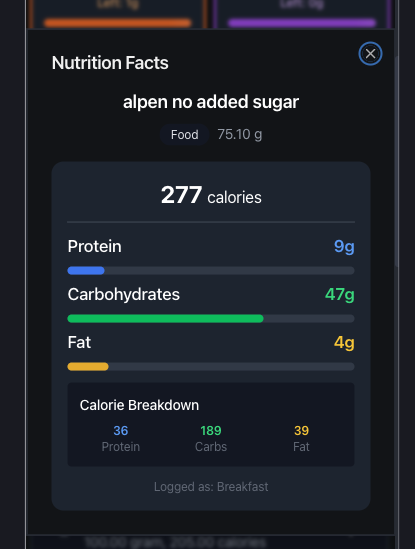 Left: 1g Left: 0g
Nutrition Facts
alpen no added sugar
Food 75.10 g
277 calories
Protein 9g
Carbohydrates 47g
Fat 4g
Calorie Breakdown
36 189 39
Protein Carbs Fat
Logged as: Breakfast
100.00 gram, 205.00 calories